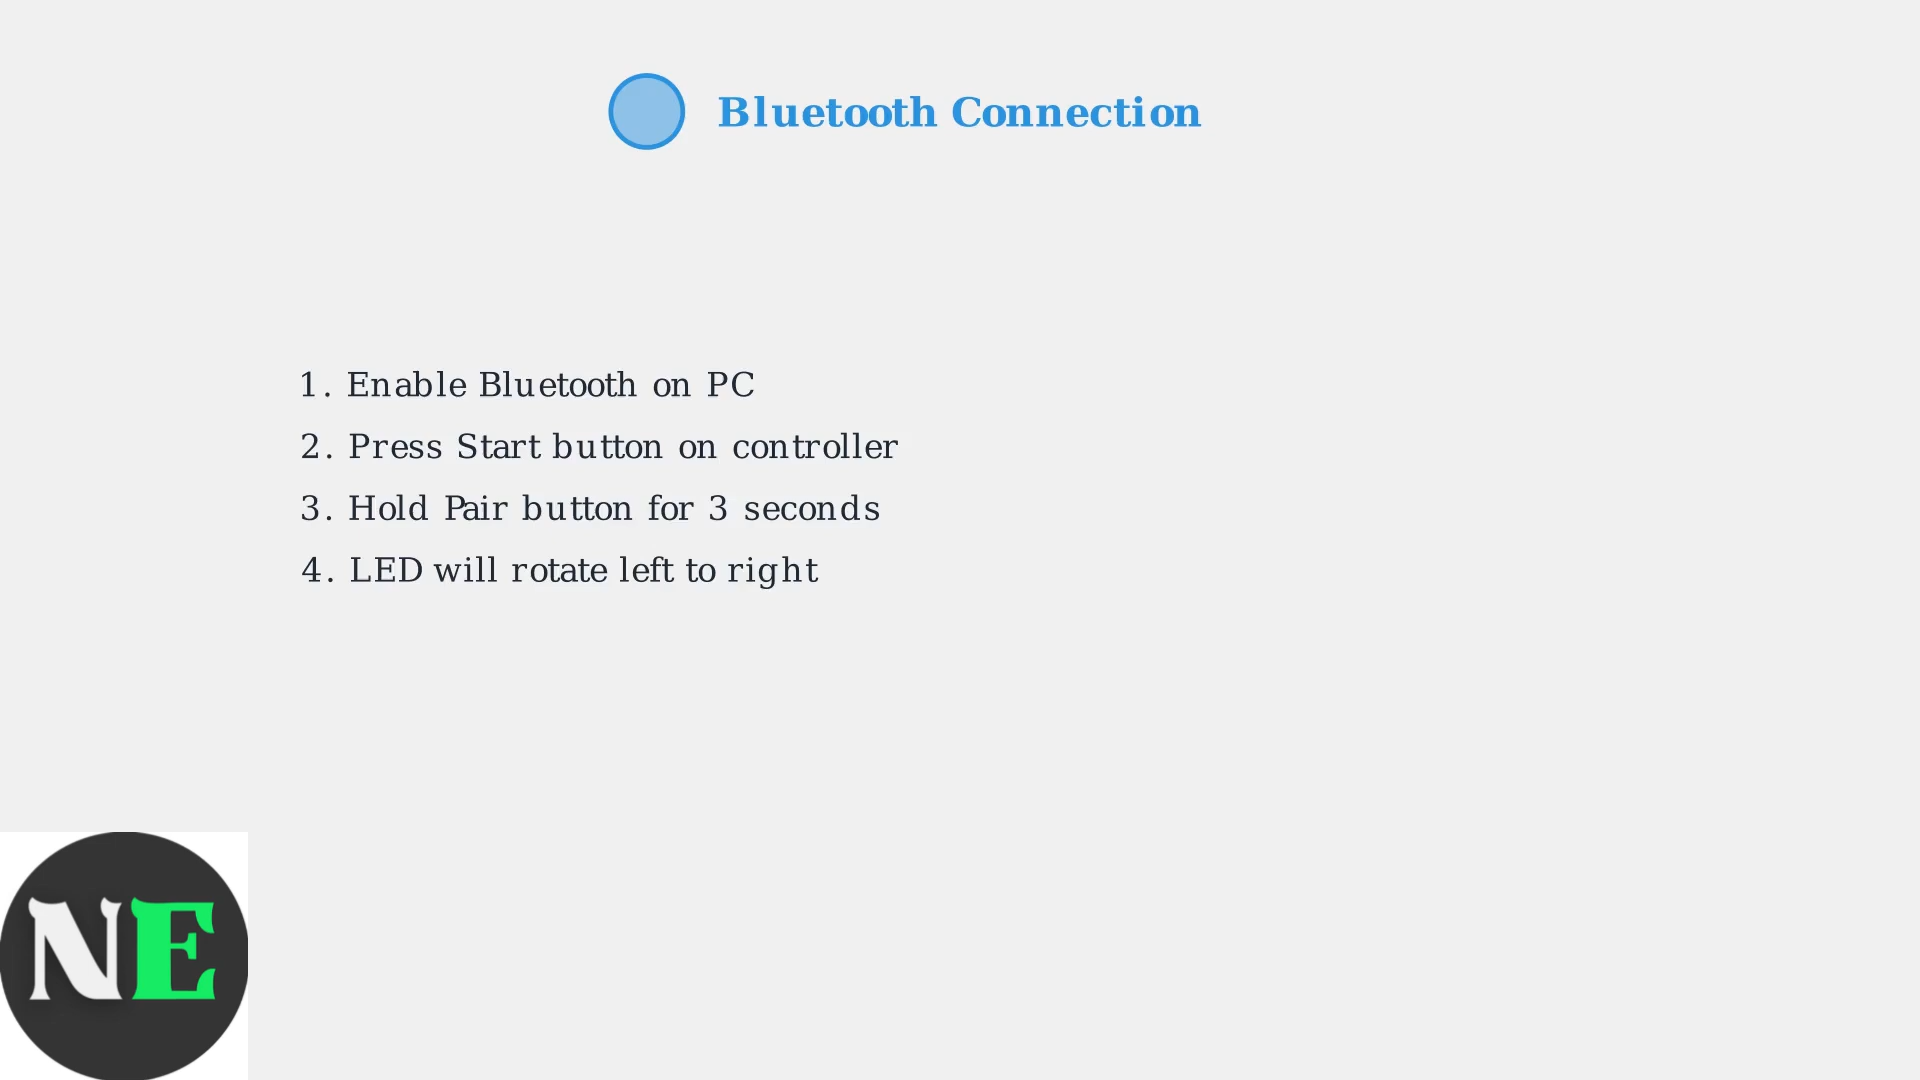 Bluetooth Connection
1. Enable Bluetooth on PC
2. Press Start button on controller
3. Hold Pair button for 3 seconds
4. LED will rotate left to right
NE